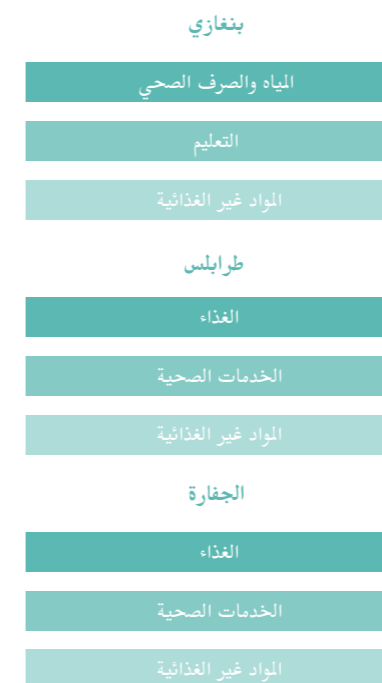 بنغازي
المياه والصرف الصحي
التعليم
المواد غير الغذائية
طرابلس
الغذاء
الخدمات الصحية
المواد غير الغذائية
الجفارة
الغذاء
الخدمات الصحية
المواد غير الغذائية